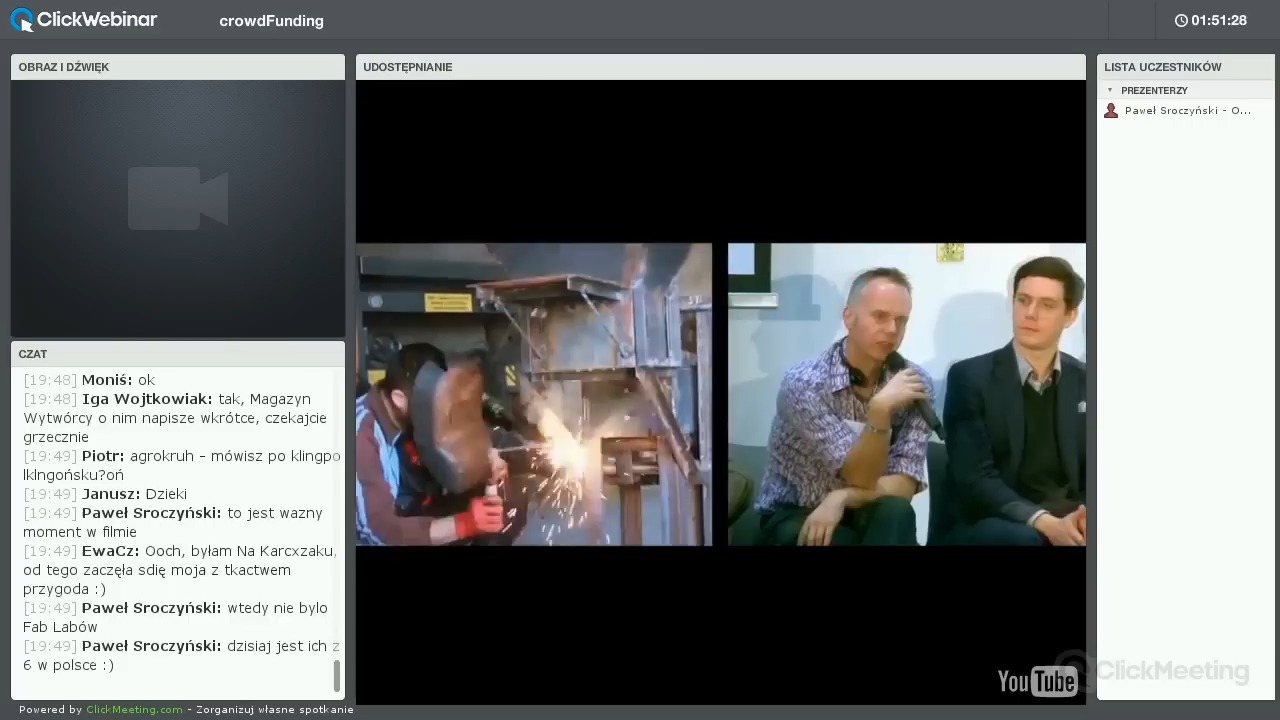 ClickWebinar
crowdFunding
01:51:28
OBRAZ I DŹWIĘK
UDOSTĘPNIANIE
LISTA UCZESTNIKÓW
PREZENTERZY
Paweł Sroczyński - O...
CZAT
[19:48] Moniś: ok
[19:48] Iga Wojtkowiak: tak, Magazyn
Wytwórcy o nim napisze wkrótce, czekajcie
grzecznie
[19:49] Piotr: agrokruh - mówisz po klingpo
lklngońsku?oń
[19:49] Janusz: Dzieki
[19:49] Paweł Sroczyński: to jest wazny
moment w filmie
[19:49] EwaCz: Ooch, byłam Na Karcxzaku,
od tego zaczęła sdię moja z tkactwem
przygoda :)
[19:49] Paweł Sroczyński: wtedy nie bylo
Fab Labów
[19:49] Paweł Sroczyński: dzisiaj jest ich z
6 w polsce :)
YouTube
ClickMeeting
Powered by ClickMeeting.com - Zorganizuj własne spotkanie